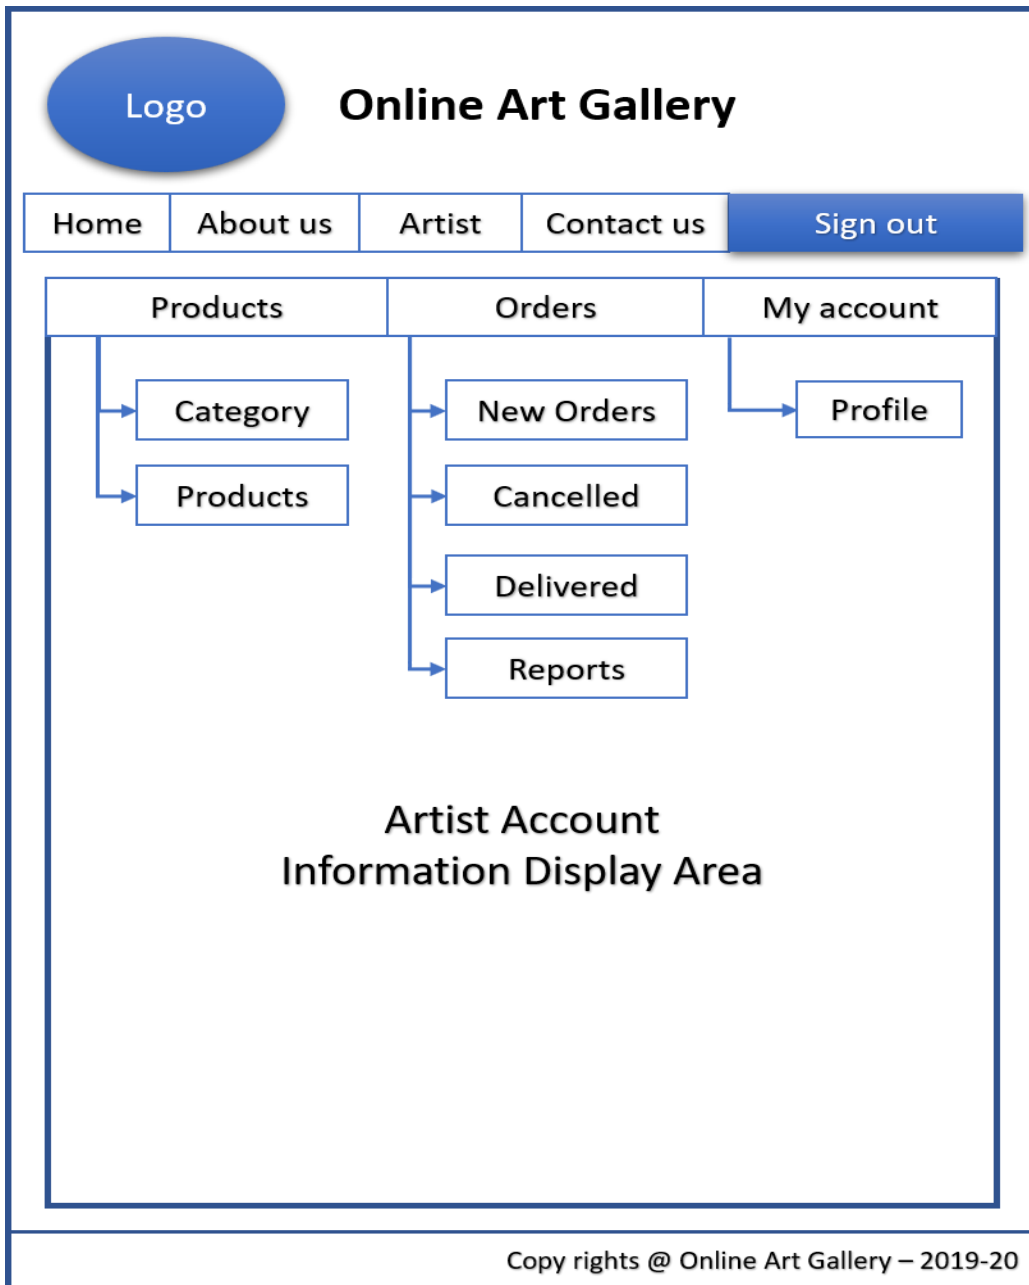 Logo
Online Art Gallery
Home About us Artist Contact us Sign out
Products Orders My account
Category New Orders Profile
Products Cancelled
Delivered
Reports
Artist Account
Information Display Area
Copy rights @ Online Art Gallery – 2019-20